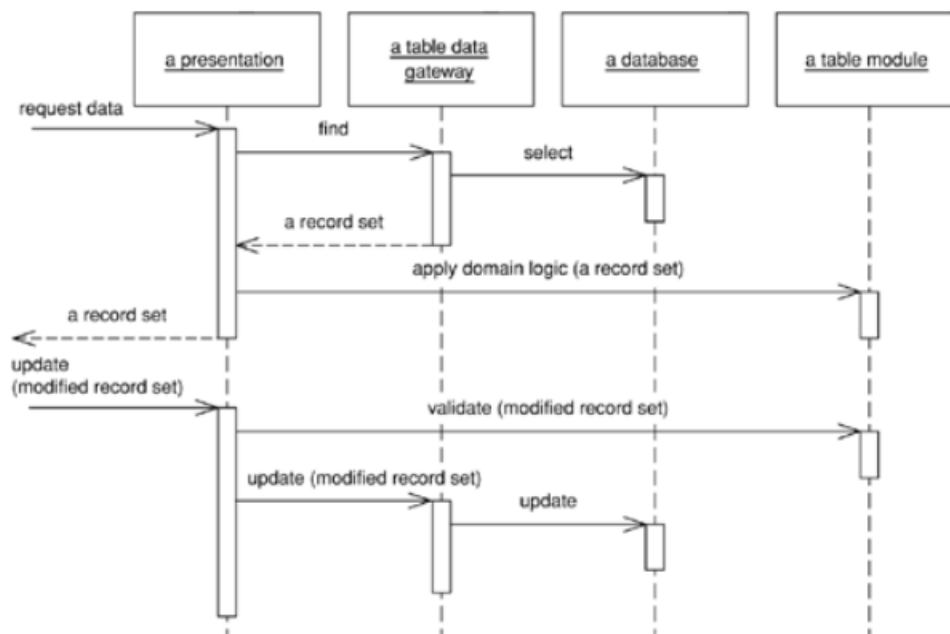 a presentation
a table data
gateway
a database
a table module
request data
find
select
a record set
apply domain logic (a record set)
a record set
update
(modified record set)
validate (modified record set)
update (modified record set)
update